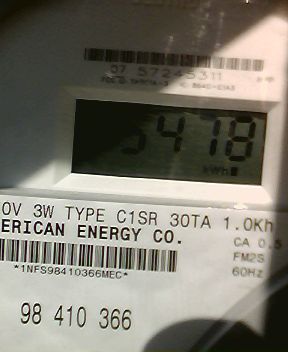 07 57245311
5478
kWh
0V 3W TYPE C1SR 30TA 1.0Kh
ERICAN ENERGY CO.
CA 0.5
*1NFS98410366MEC*
FM2S
60Hz
98 410 366